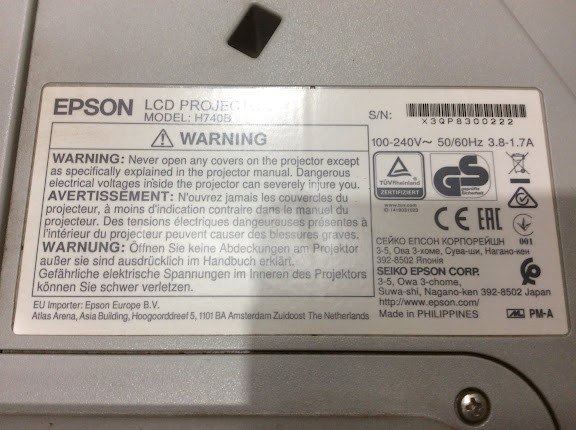 EPSON LCD PROJEC
MODEL: H740B
S/N:
X3QP8300222
WARNING
100-240V~ 50/60Hz 3.8-1.7A
WARNING: Never open any covers on the projector except
as specifically explained in the projector manual. Dangerous
electrical voltages inside the projector can severely injure you.
AVERTISSEMENT: N'ouvrez jamais les couvercles du
projecteur, à moins d'indication contraire dans le manuel du
projecteur. Des tensions électriques dangereuses présentes à
l'intérieur du projecteur peuvent causer des blessures graves.
WARNUNG: Öffnen Sie keine Abdeckungen am Projektor
außer sie sind ausdrücklich im Handbuch erklärt.
Gefährliche elektrische Spannungen im Inneren des Projektors
können Sie schwer verletzen.
EU Importer: Epson Europe B.V.
Atlas Arena, Asia Building, Hoogoorddreef 5, 1101 BA Amsterdam Zuidoost The Netherlands
TÜVRheinland
GS
CE EAC
001
СЕЙКО ЕПСОН КОРПОРЕЙШН
3-5, Ова 3-хоме, Сува-ши, Нагано-кен
392-8502 Японія
SEIKO EPSON CORP.
3-5, Owa 3-chome,
Suwa-shi, Nagano-ken 392-8502 Japan
http://www.epson.com/
Made in PHILIPPINES
PM-A